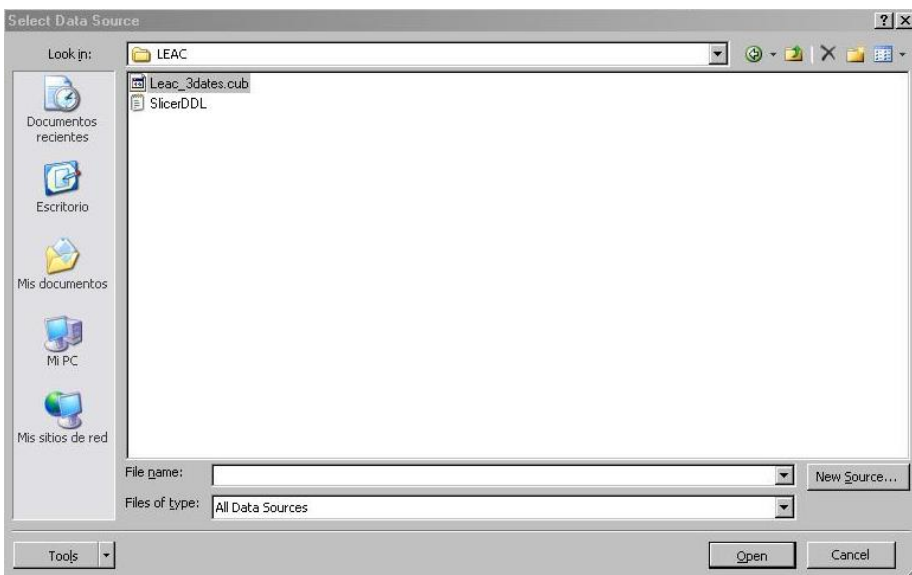 Select Data Source
Look in:
LEAC
Leac_3dates.cub
SlicerDDL
Documentos
recientes
Escritorio
Mis documentos
Mi PC
Mis sitios de red
File name:
New Source...
Files of type:
All Data Sources
Tools
Open
Cancel